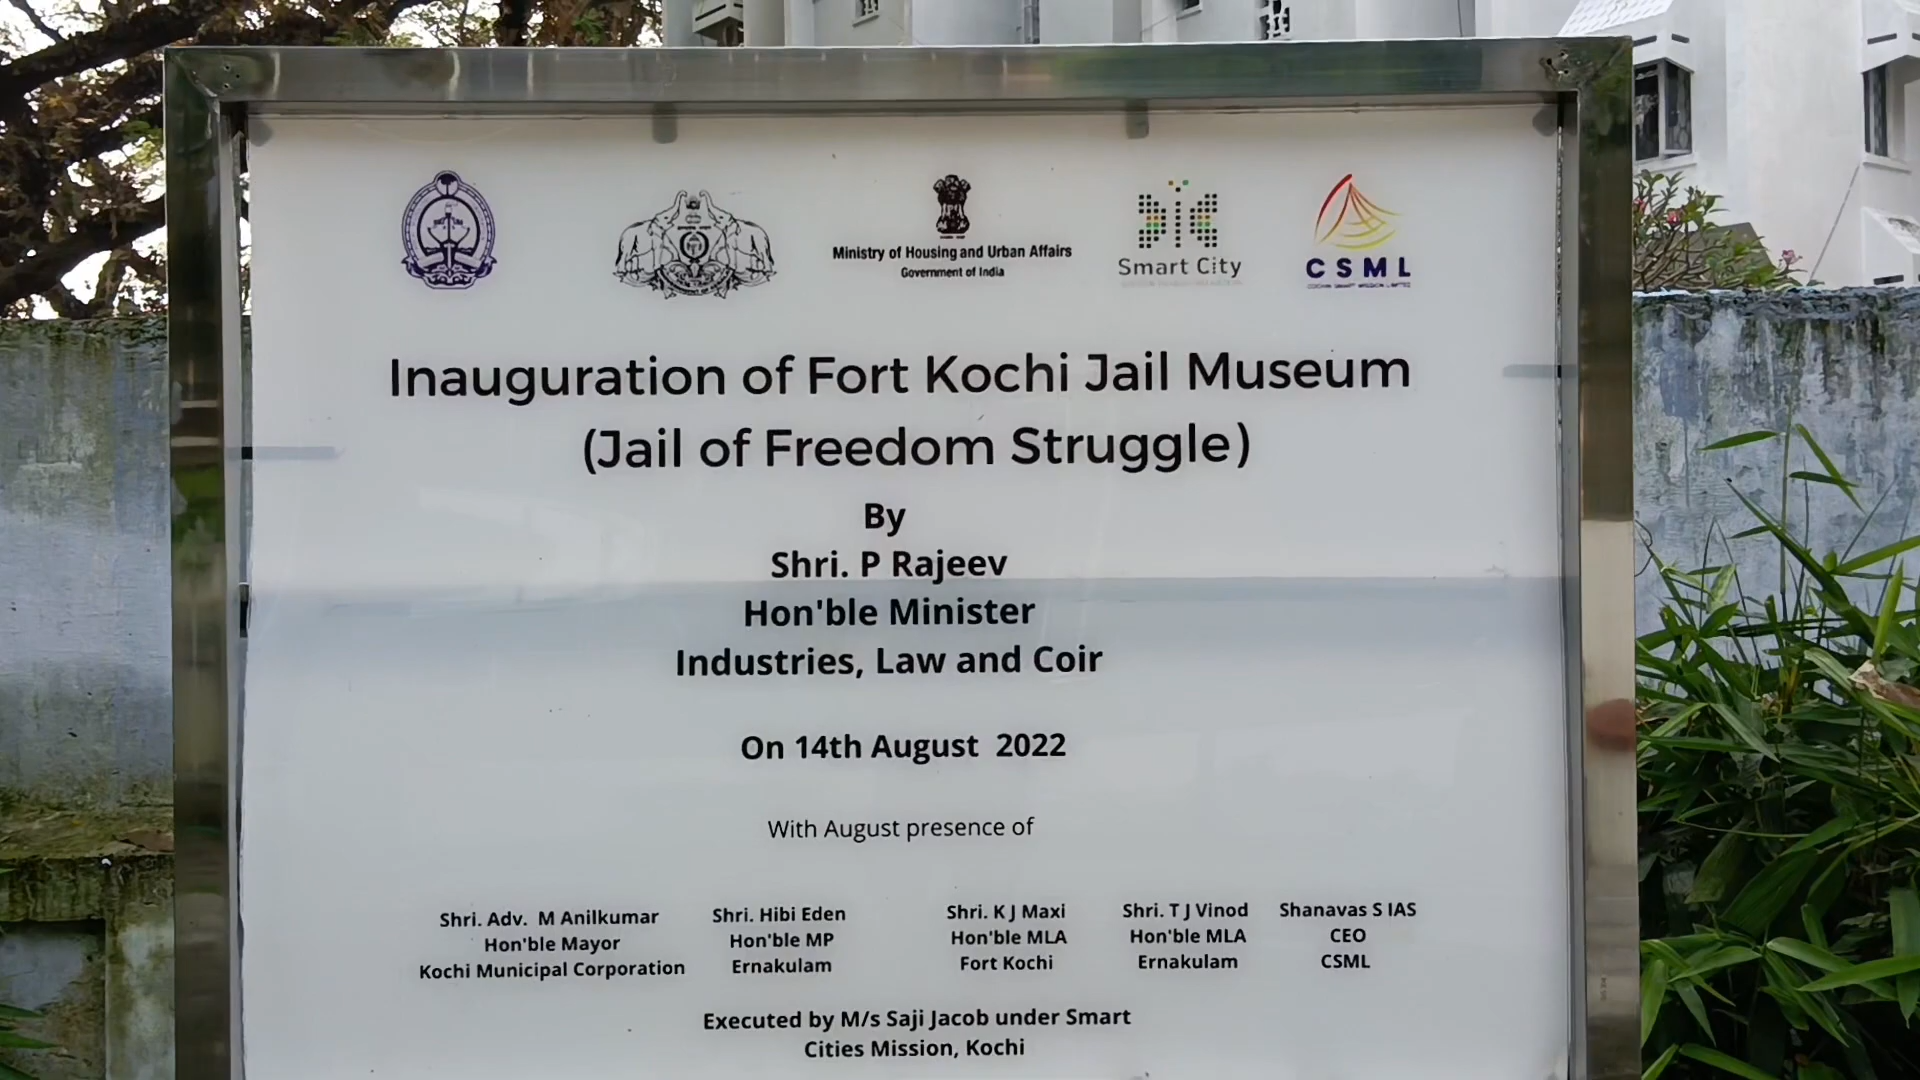 Ministry of Housing and Urban Affairs
Government of India
Smart City
CSML
COCHIN SMART MISSION LIMITED
Inauguration of Fort Kochi Jail Museum
(Jail of Freedom Struggle)
By
Shri. P Rajeev
Hon'ble Minister
Industries, Law and Coir
On 14th August 2022
With August presence of
Shri. Adv. M Anilkumar
Hon'ble Mayor
Kochi Municipal Corporation
Shri. Hibi Eden
Hon'ble MP
Ernakulam
Shri. K J Maxi
Hon'ble MLA
Fort Kochi
Shri. T J Vinod
Hon'ble MLA
Ernakulam
Shanavas S IAS
CEO
CSML
Executed by M/s Saji Jacob under Smart
Cities Mission, Kochi